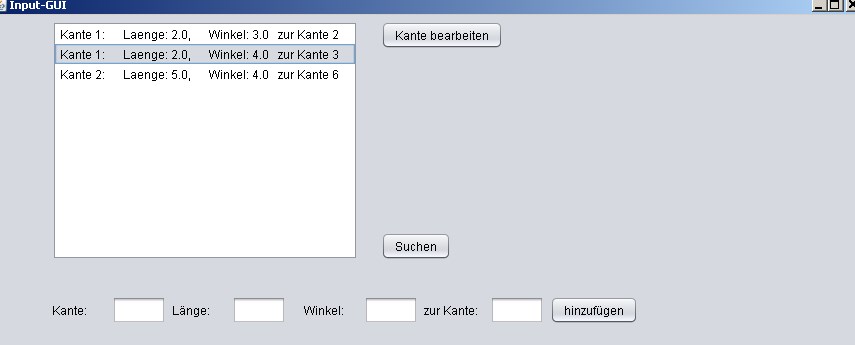 Input-GUI
Kante 1: Laenge: 2.0, Winkel: 3.0 zur Kante 2
Kante 1: Laenge: 2.0, Winkel: 4.0 zur Kante 3
Kante 2: Laenge: 5.0, Winkel: 4.0 zur Kante 6
Kante bearbeiten
Suchen
Kante: Länge: Winkel: zur Kante: hinzufügen